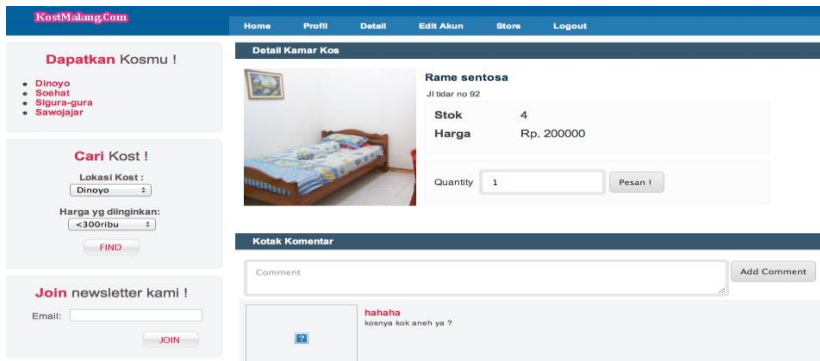 KostMalang.Com
Home Profil Detail Edit Akun Store Logout
Dapatkan Kosmu !
Dinoyo
Soehat
Sigura-gura
Sawojajar
Cari Kost !
Lokasi Kost :
Dinoyo
Harga yg diinginkan:
<300ribu
FIND
Join newsletter kami !
Email:
JOIN
Detail Kamar Kos
Rame sentosa
Jl tidar no 92
Stok 4
Harga Rp. 200000
Quantity 1 Pesan !
Kotak Komentar
Comment Add Comment
hahaha
kosnya kok aneh ya ?
?